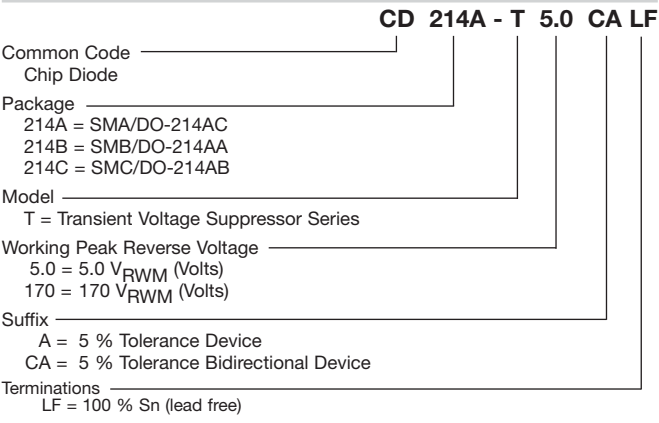 CD 214A - T 5.0 CA LF
Common Code
Chip Diode
Package
214A = SMA/DO-214AC
214B = SMB/DO-214AA
214C = SMC/DO-214AB
Model
T = Transient Voltage Suppressor Series
Working Peak Reverse Voltage
5.0 = 5.0 VRWM (Volts)
170 = 170 VRWM (Volts)
Suffix
A = 5 % Tolerance Device
CA = 5 % Tolerance Bidirectional Device
Terminations
LF = 100 % Sn (lead free)